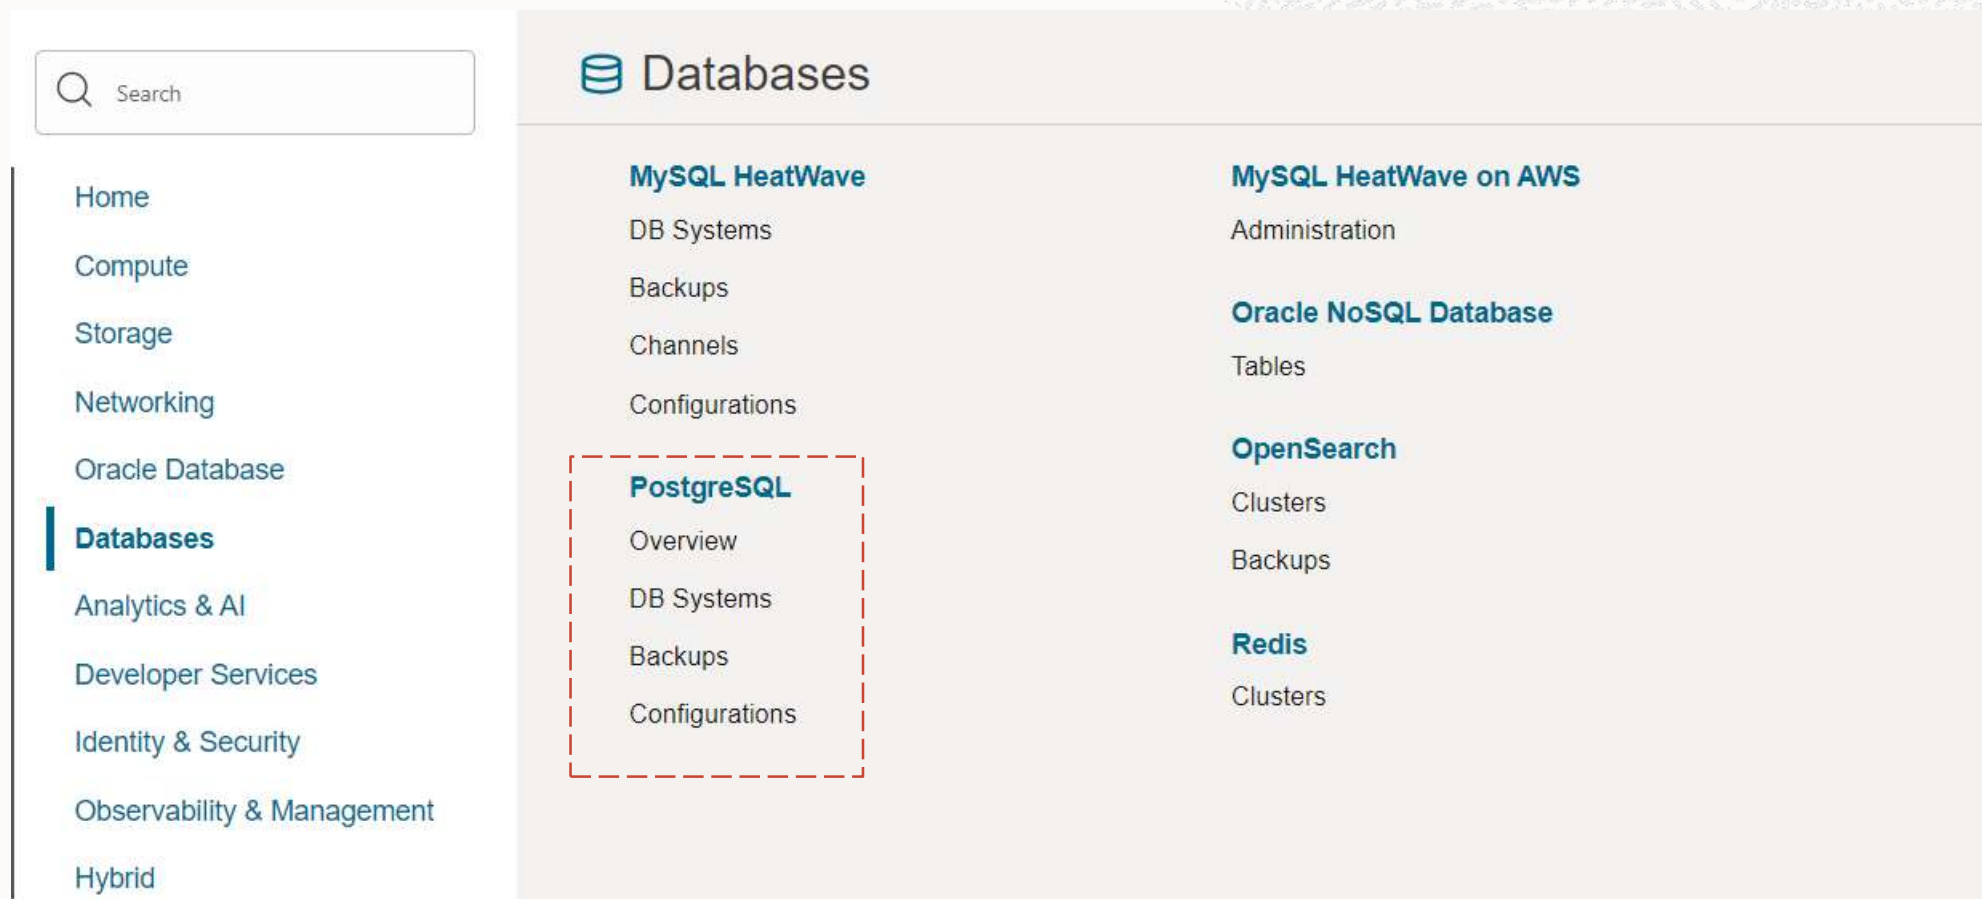 Search
Home
Compute
Storage
Networking
Oracle Database
Databases
Analytics & AI
Developer Services
Identity & Security
Observability & Management
Hybrid
Databases
MySQL HeatWave
DB Systems
Backups
Channels
Configurations
PostgreSQL
Overview
DB Systems
Backups
Configurations
MySQL HeatWave on AWS
Administration
Oracle NoSQL Database
Tables
OpenSearch
Clusters
Backups
Redis
Clusters